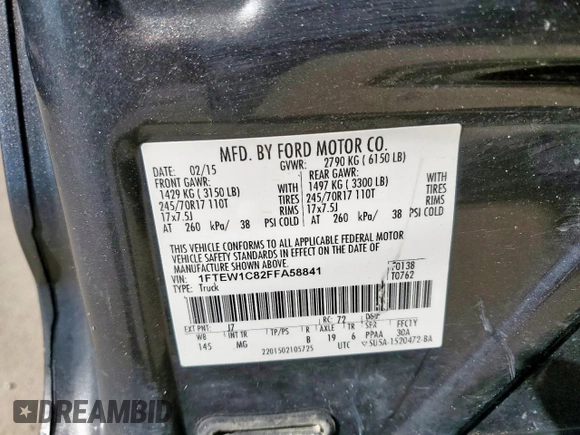 MFD. BY FORD MOTOR CO.
DATE: 02/15 GVWR: 2790 KG ( 6150 LB)
FRONT GAWR: REAR GAWR:
1429 KG ( 3150 LB) WITH 1497 KG ( 3300 LB) WITH
245/70R17 110T TIRES 245/70R17 110T TIRES
17x7.5J RIMS 17x7.5J RIMS
AT 260 kPa/ 38 PSI COLD AT 260 kPa/ 38 PSI COLD
THIS VEHICLE CONFORMS TO ALL APPLICABLE FEDERAL MOTOR
VEHICLE SAFETY STANDARDS IN EFFECT ON THE DATE OF
MANUFACTURE SHOWN ABOVE.
VIN: 1FTEW1C82FFA58841
TYPE: Truck
T0762
EXT PNT: J7 RC: 72 DSO:
WB INT TR TP/PS R AXLE TR SPR FFC1Y
145 MG B 19 6 PPAA 30A
2201502105725 UTC
DREAMBID